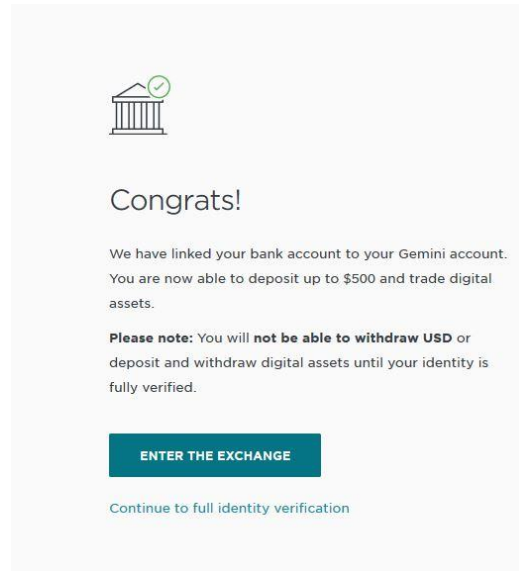 Congrats!
We have linked your bank account to your Gemini account.
You are now able to deposit up to $500 and trade digital
assets.
Please note: You will not be able to withdraw USD or
deposit and withdraw digital assets until your identity is
fully verified.
ENTER THE EXCHANGE
Continue to full identity verification